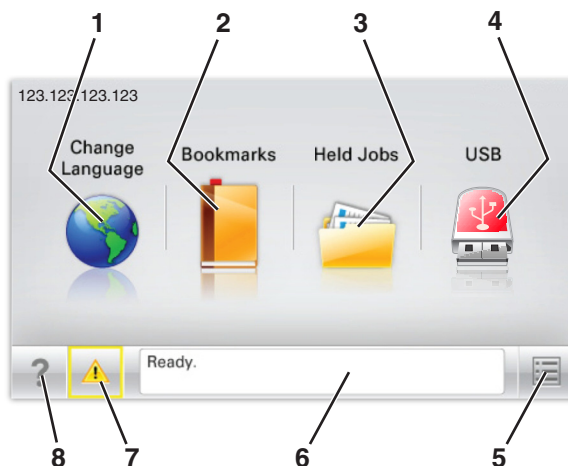 1 2 3 4
123.123.123.123
Change
Language
Bookmarks
Held Jobs
USB
?
Ready.
8 7 6 5